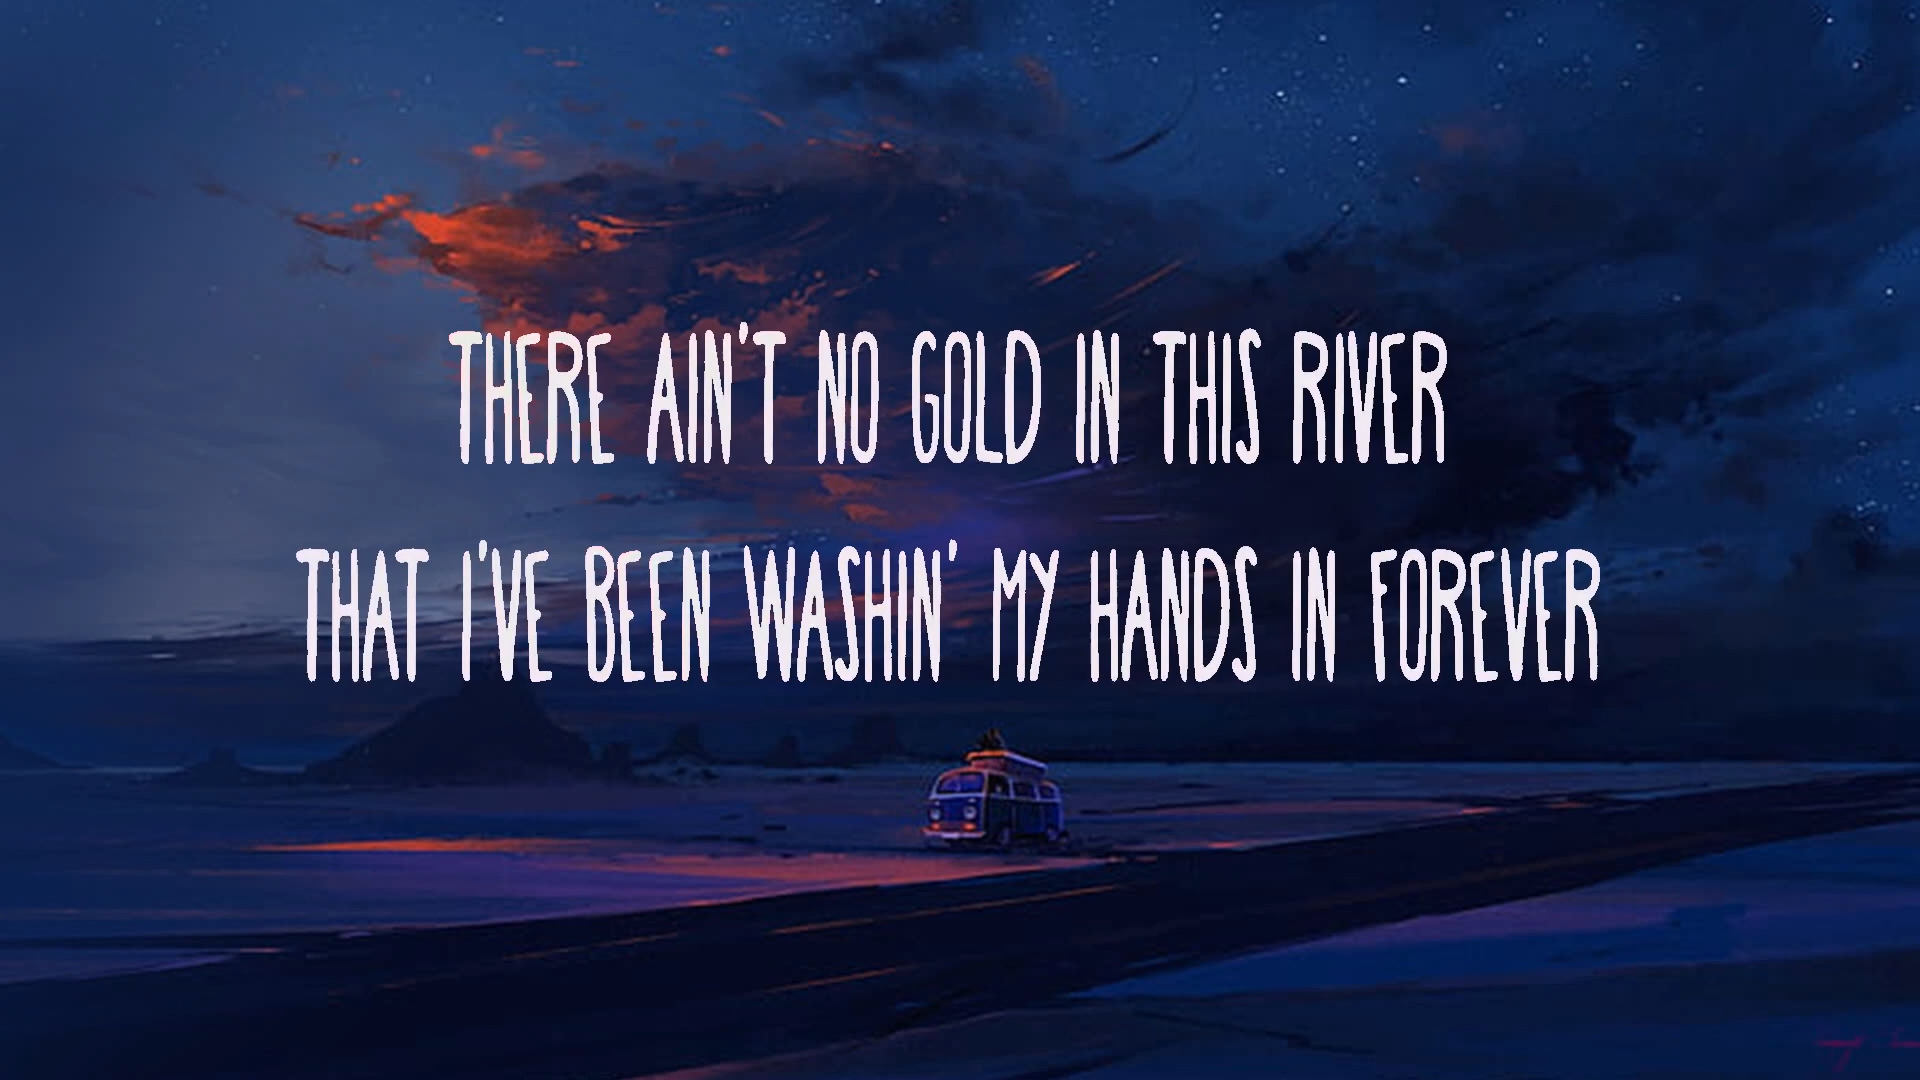 THERE AIN'T NO GOLD IN THIS RIVER
THAT I'VE BEEN WASHIN' MY HANDS IN FOREVER